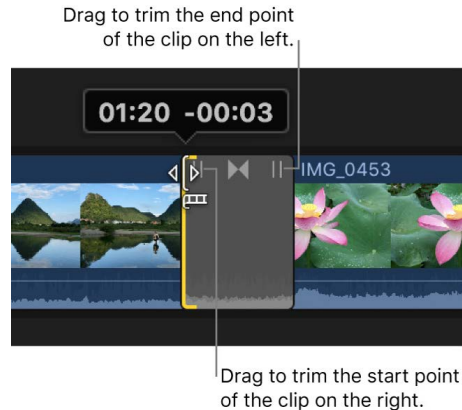 Drag to trim the end point
of the clip on the left.
01:20 -00:03
IMG_0453
Drag to trim the start point
of the clip on the right.